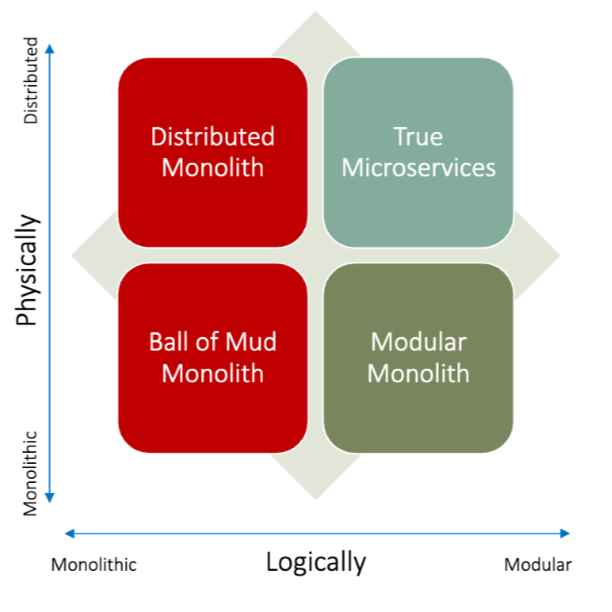 Distributed
Physically
Monolithic
Distributed
Monolith
True
Microservices
Ball of Mud
Monolith
Modular
Monolith
Monolithic
Logically
Modular